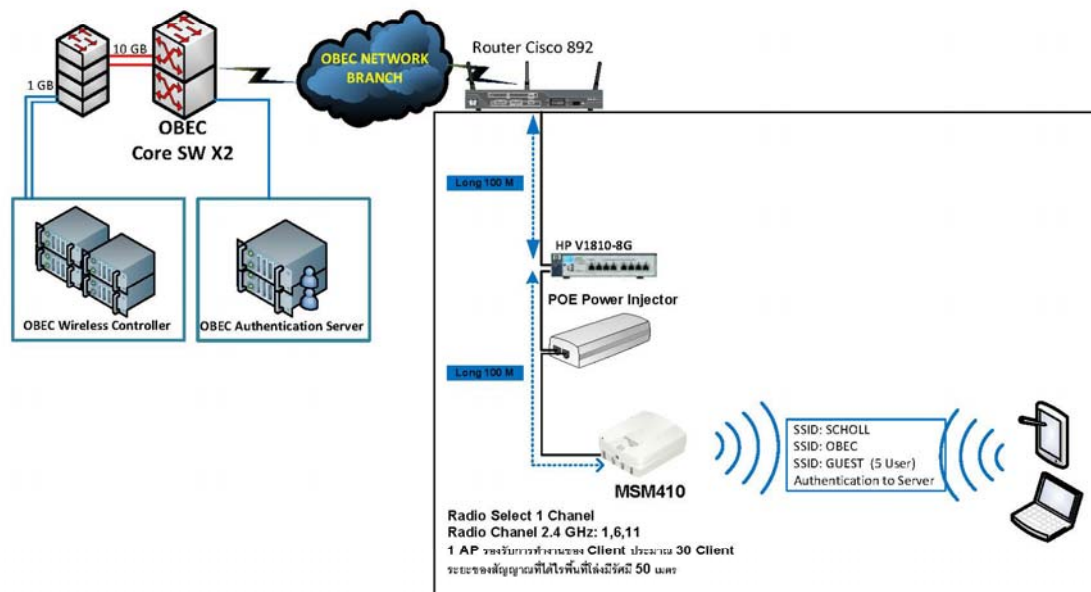 10 GB
1 GB
OBEC
Core SW X2
OBEC NETWORK
BRANCH
Router Cisco 892
OBEC Wireless Controller
OBEC Authentication Server
Long 100 M
HP V1810-8G
POE Power Injector
Long 100 M
MSM410
SSID: SCHOLL
SSID: OBEC
SSID: GUEST (5 User)
Authentication to Server
Radio Select 1 Chanel
Radio Chanel 2.4 GHz: 1,6,11
1 AP รองรับการทำงานของ Client ประมาณ 30 Client
ระยะของสัญญาณที่ได้ไรพื้นที่โล่งมีรัศมี 50 เมตร